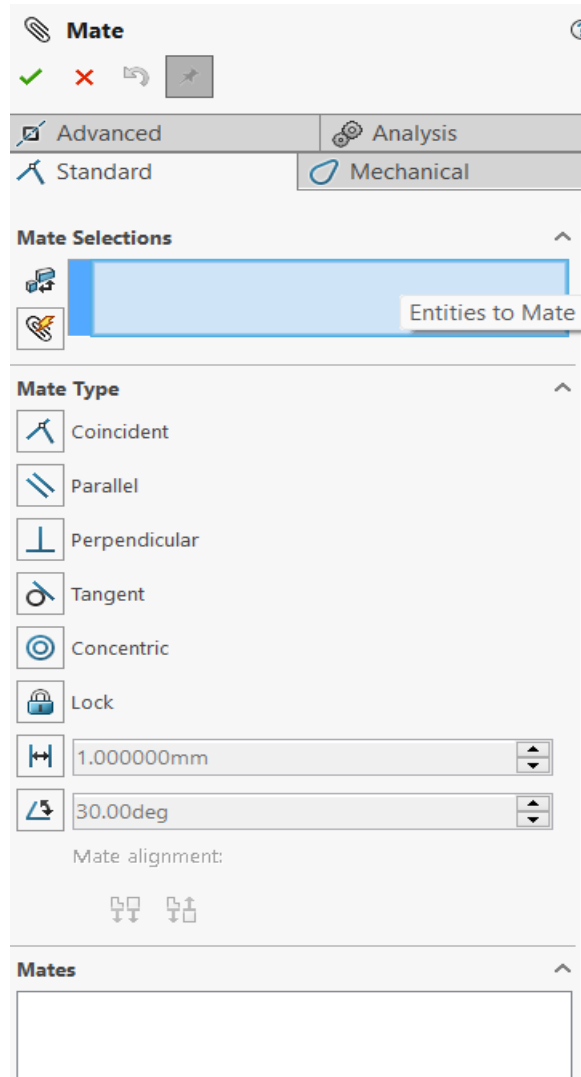 Mate
Advanced
Analysis
Standard
Mechanical
Mate Selections
Entities to Mate
Mate Type
Coincident
Parallel
Perpendicular
Tangent
Concentric
Lock
1.000000mm
30.00deg
Mate alignment:
Mates